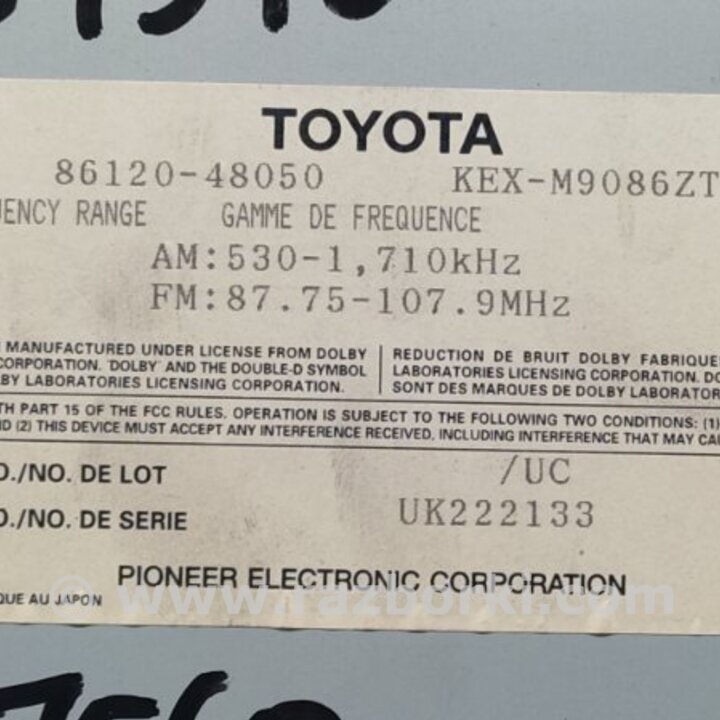 TOYOTA
86120-48050 KEX-M9086ZT
UENCY RANGE GAMME DE FREQUENCE
AM:530-1,710kHz
FM:87.75-107.9MHz
MANUFACTURED UNDER LICENSE FROM DOLBY
CORPORATION. "DOLBY" AND THE DOUBLE-D SYMBOL
BY LABORATORIES LICENSING CORPORATION.
REDUCTION DE BRUIT DOLBY FABRIQUE
LABORATORIES LICENSING CORPORATION. DO
SONT DES MARQUES DE DOLBY LABORATOR
TH PART 15 OF THE FCC RULES. OPERATION IS SUBJECT TO THE FOLLOWING TWO CONDITIONS: (1)
ND (2) THIS DEVICE MUST ACCEPT ANY INTERFERENCE RECEIVED, INCLUDING INTERFERENCE THAT MAY CA
O./NO. DE LOT /UC
O./NO. DE SERIE UK222133
PIONEER ELECTRONIC CORPORATION
© www.razborki.com
QUE AU JAPON